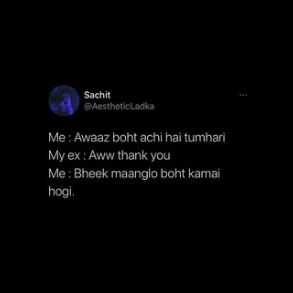 Sachit
@AestheticLadka
Me : Awaaz boht achi hai tumhari
My ex : Aww thank you
Me : Bheek maanglo boht kamai
hogi.